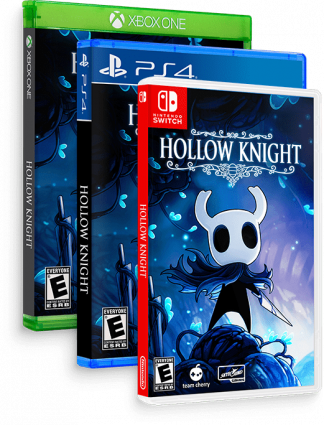 XBOX ONE
XBOX ONE
HOLLOW KNIGHT
EVERYONE
E
ESRB
PS4
PS4
HOLLOW KNIGHT
EVERYONE
E
ESRB
NINTENDO
SWITCH
HOLLOW KNIGHT
HOLLOW KNIGHT
EVERYONE
E
ESRB
team cherry
Nintendo